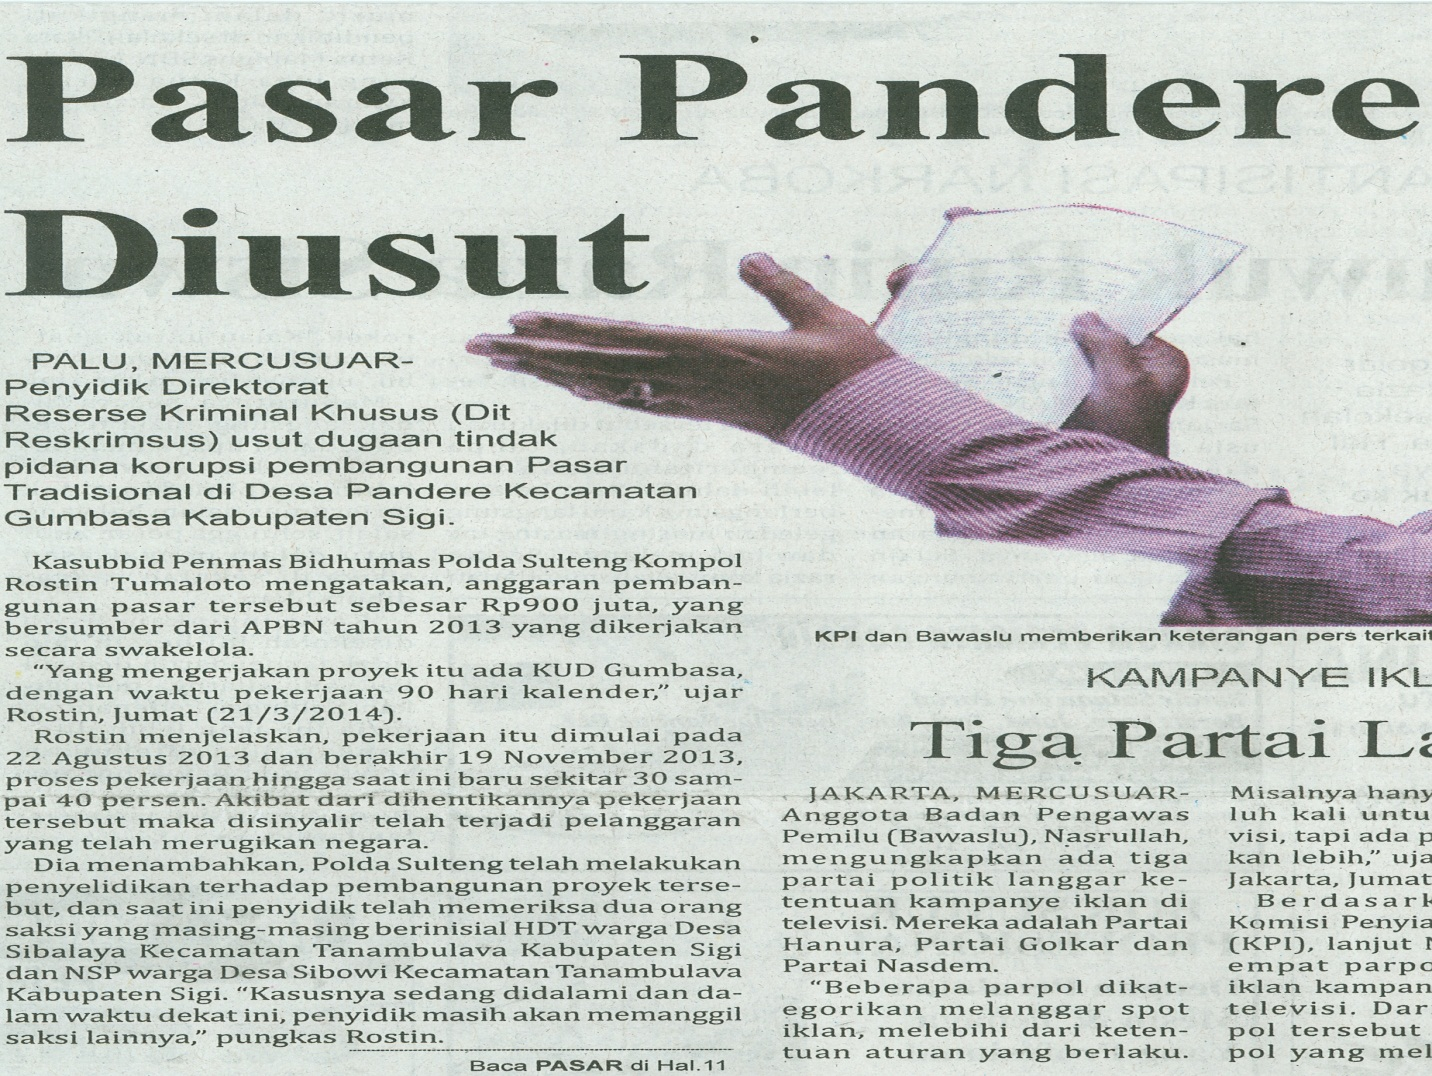 Pasar Pandere
Diusut
PALU, MERCUSUAR-
Penyidik Direktorat
Reserse Kriminal Khusus (Dit
Reskrimsus) usut dugaan tindak
pidana korupsi pembangunan Pasar
Tradisional di Desa Pandere Kecamatan
Gumbasa Kabupaten Sigi.
Kasubbid Penmas Bidhumas Polda Sulteng Kompol
Rostin Tumaloto mengatakan, anggaran pemban-
gunan pasar tersebut sebesar Rp900 juta, yang
bersumber dari APBN tahun 2013 yang dikerjakan
secara swakelola.
“Yang mengerjakan proyek itu ada KUD Gumbasa,
dengan waktu pekerjaan 90 hari kalender,” ujar
Rostin, Jumat (21/3/2014).
Rostin menjelaskan, pekerjaan itu dimulai pada
22 Agustus 2013 dan berakhir 19 November 2013,
proses pekerjaan hingga saat ini baru sekitar 30 sam-
pai 40 persen. Akibat dari dihentikannya pekerjaan
tersebut maka disinyalir telah terjadi pelanggaran
yang telah merugikan negara.
Dia menambahkan, Polda Sulteng telah melakukan
penyelidikan terhadap pembangunan proyek terse-
but, dan saat ini penyidik telah memeriksa dua orang
saksi yang masing-masing berinisial HDT warga Desa
Sibalaya Kecamatan Tanambulava Kabupaten Sigi
dan NSP warga Desa Sibowi Kecamatan Tanambulava
Kabupaten Sigi. “Kasusnya sedang didalami dan da-
lam waktu dekat ini, penyidik masih akan memanggil
saksi lainnya,” pungkas Rostin.
Baca PASAR di Hal.11
KPI dan Bawaslu memberikan keterangan pers terkait
KAMPANYE IKL
Tiga Partai La
JAKARTA, MERCUSUAR-
Anggota Badan Pengawas
Pemilu (Bawaslu), Nasrullah,
mengungkapkan ada tiga
partai politik langgar ke-
tentuan kampanye iklan di
televisi. Mereka adalah Partai
Hanura, Partai Golkar dan
Partai Nasdem.
“Beberapa parpol dikat-
egorikan melanggar spot
iklan, melebihi dari keten-
tuan aturan yang berlaku.
Misalnya hany
luh kali untu
visi, tapi ada p
kan lebih,” uja
Jakarta, Jumat
Berdasark
Komisi Penyia
(KPI), lanjut N
empat parpo
iklan kampan
televisi. Dari
pol tersebut
pol yang mel